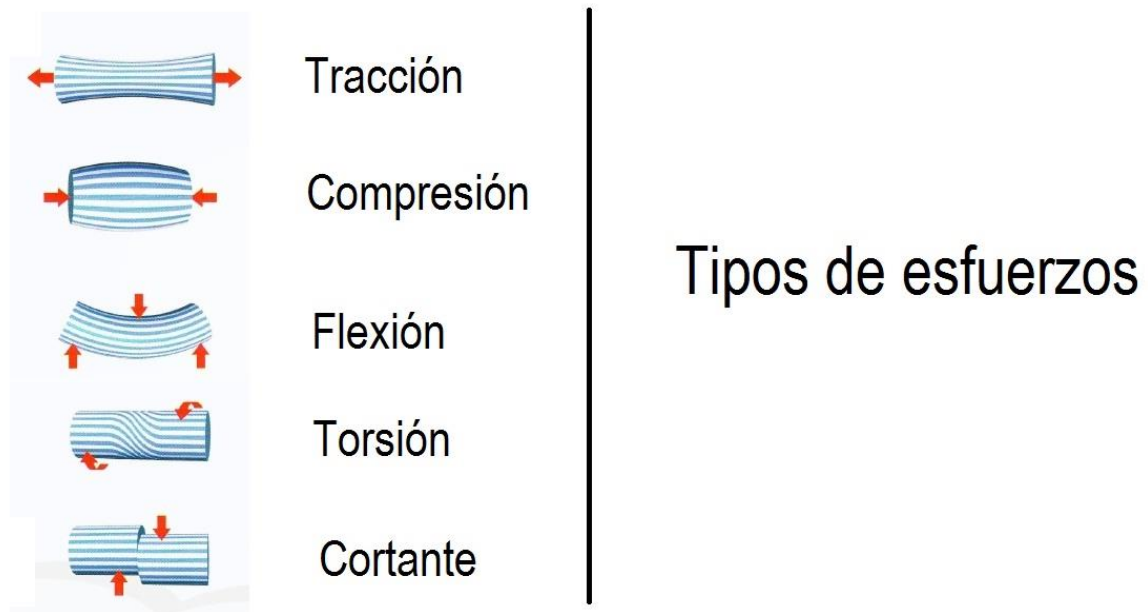 Tracción
Compresión
Flexión
Torsión
Cortante
Tipos de esfuerzos